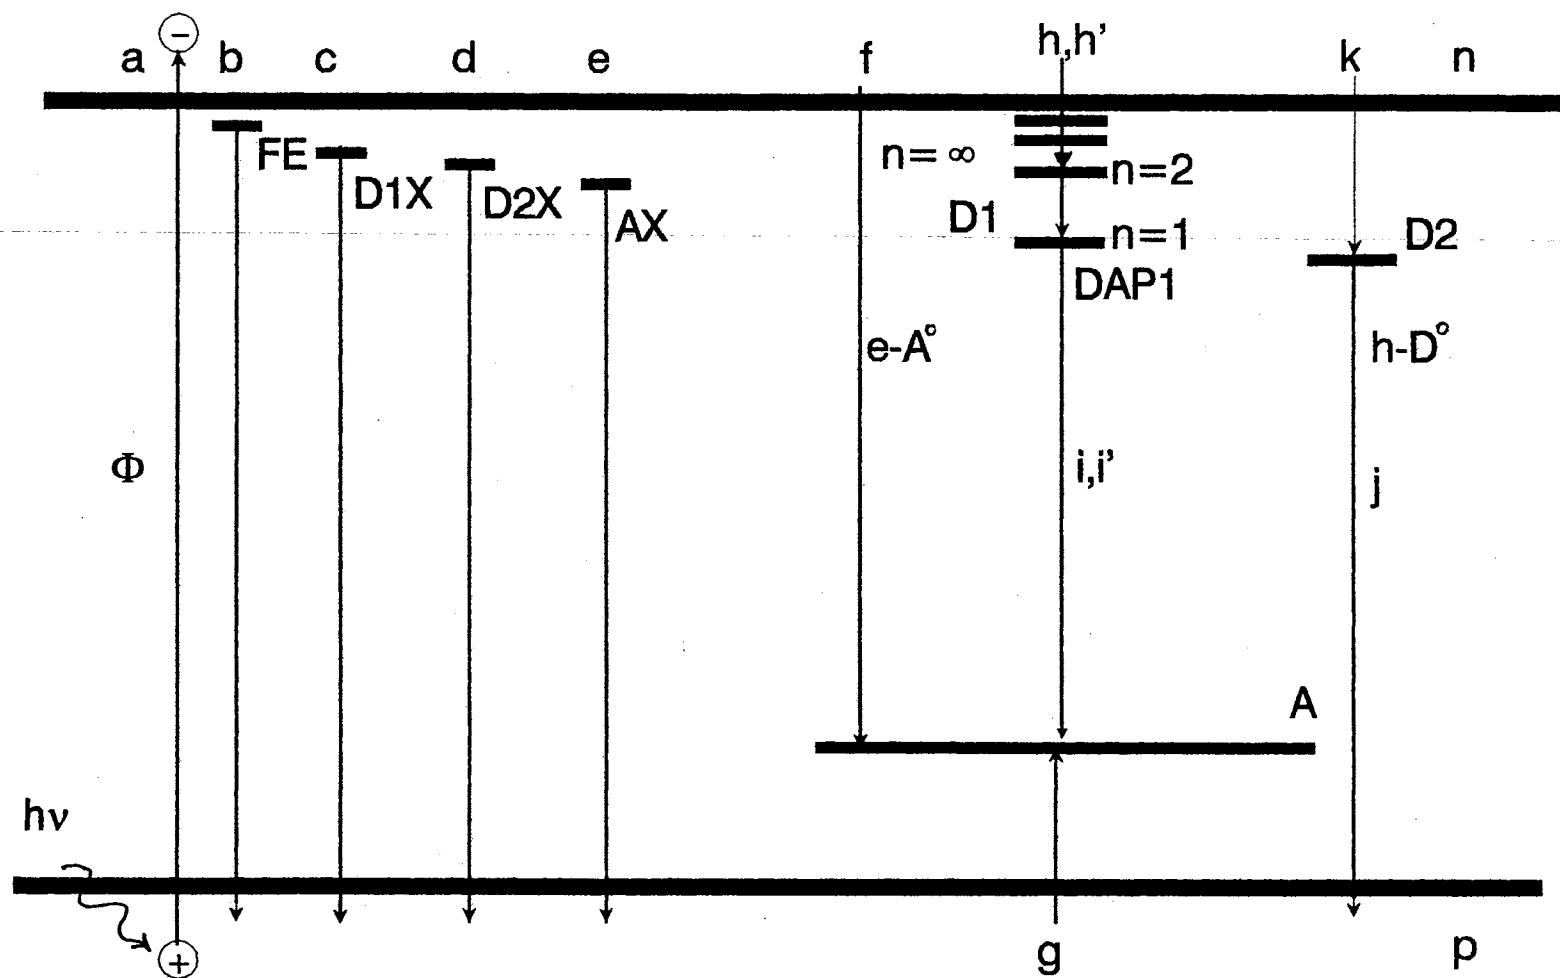 −
a b c d e f h,h' k n
FE
D1X
D2X
AX
n=∞
n=2
D1
n=1
D2
DAP1
e-A°
h-D°
Φ
i,i'
j
A
hν
+
g
p